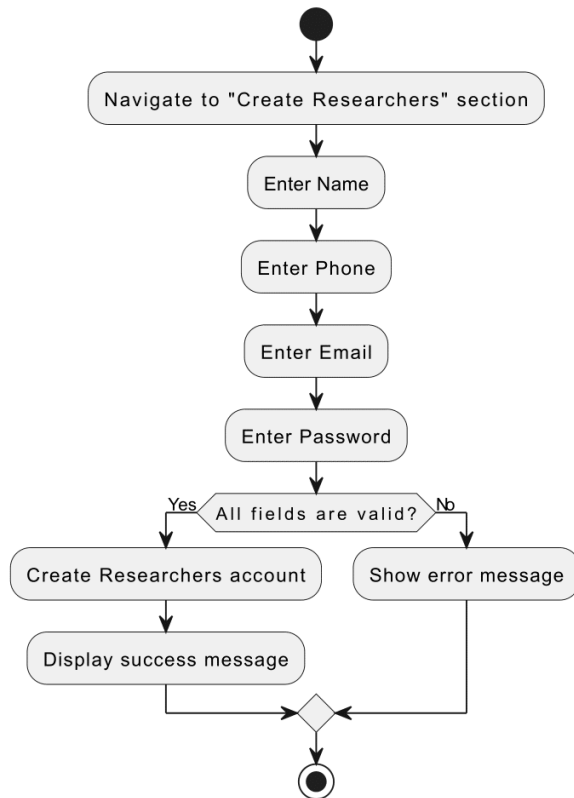 Navigate to "Create Researchers" section
Enter Name
Enter Phone
Enter Email
Enter Password
All fields are valid?
Yes
No
Create Researchers account
Show error message
Display success message